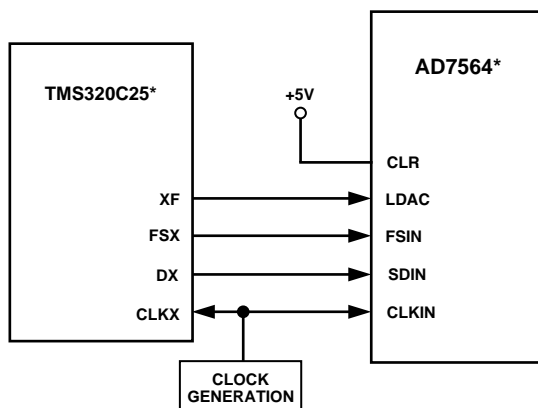 TMS320C25*
AD7564*
+5V
CLR
XF
LDAC
FSX
FSIN
DX
SDIN
CLKX
CLKIN
CLOCK
GENERATION